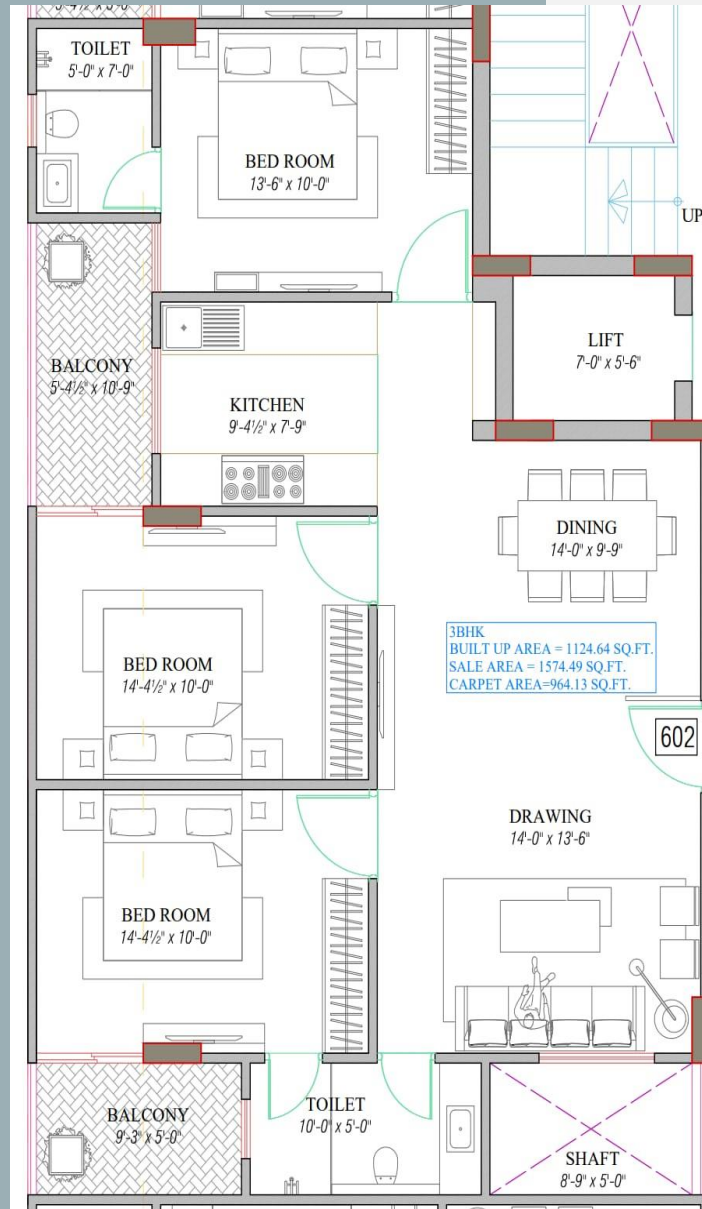 TOILET
5'-0" x 7'-0"
BED ROOM
13'-6" x 10'-0"
UP
LIFT
7'-0" x 5'-6"
BALCONY
5'-4½" x 10'-9"
KITCHEN
9'-4½" x 7'-9"
DINING
14'-0" x 9'-9"
3BHK
BUILT UP AREA = 1124.64 SQ.FT.
SALE AREA = 1574.49 SQ.FT.
CARPET AREA=964.13 SQ.FT.
BED ROOM
14'-4½" x 10'-0"
602
DRAWING
14'-0" x 13'-6"
BED ROOM
14'-4½" x 10'-0"
BALCONY
9'-3" x 5'-0"
TOILET
10'-0" x 5'-0"
SHAFT
8'-9" x 5'-0"